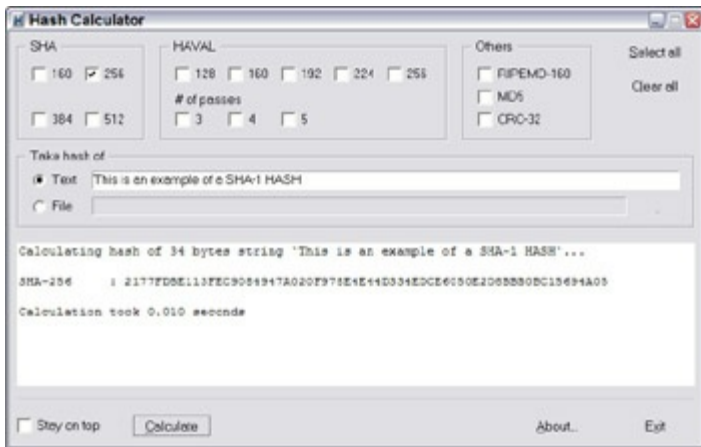 Hash Calculator
SHA
160 256
384 512
HAVAL
128 160 192 224 256
# of passes
3 4 5
Others
RIPEMD-160
MD5
CRC-32
Select all
Clear all
Take hash of
Text This is an example of a SHA-1 HASH
File
Calculating hash of 34 bytes string 'This is an example of a SHA-1 HASH'...
SHA-256 :
Calculation took 0.010 seconds
Stay on top Calculate About.. Exit